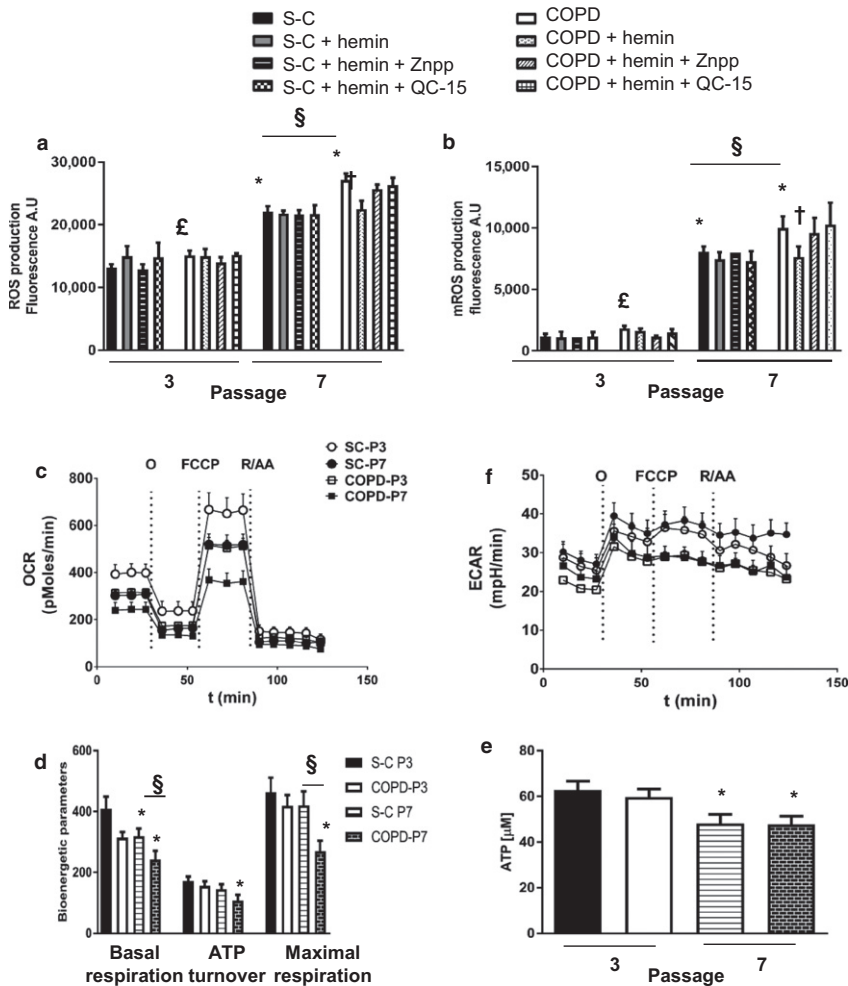 S-C
S-C + hemin
S-C + hemin + Znpp
S-C + hemin + QC-15
COPD
COPD + hemin
COPD + hemin + Znpp
COPD + hemin + QC-15
a
§
* *
†
£
30,000
20,000
10,000
0
ROS production
Fluorescence A.U
3 7
Passage
b
§
* *
†
£
15,000
10,000
7,500
5,000
2,500
0
mROS production
fluorescence A.U
3 7
Passage
c
O FCCP R/AA
SC-P3
SC-P7
COPD-P3
COPD-P7
800
600
400
200
0
OCR
(pMoles/min)
0 50 100 150
t (min)
f
O FCCP R/AA
50
40
30
20
10
0
ECAR
(mpH/min)
0 50 100 150
t (min)
d
§ §
* * * *
600
400
200
0
Bioenergetic parameters
S-C P3
COPD-P3
S-C P7
COPD-P7
Basal ATP Maximal
respiration turnover respiration
e
* *
80
60
40
20
0
ATP [µM]
3 7
Passage